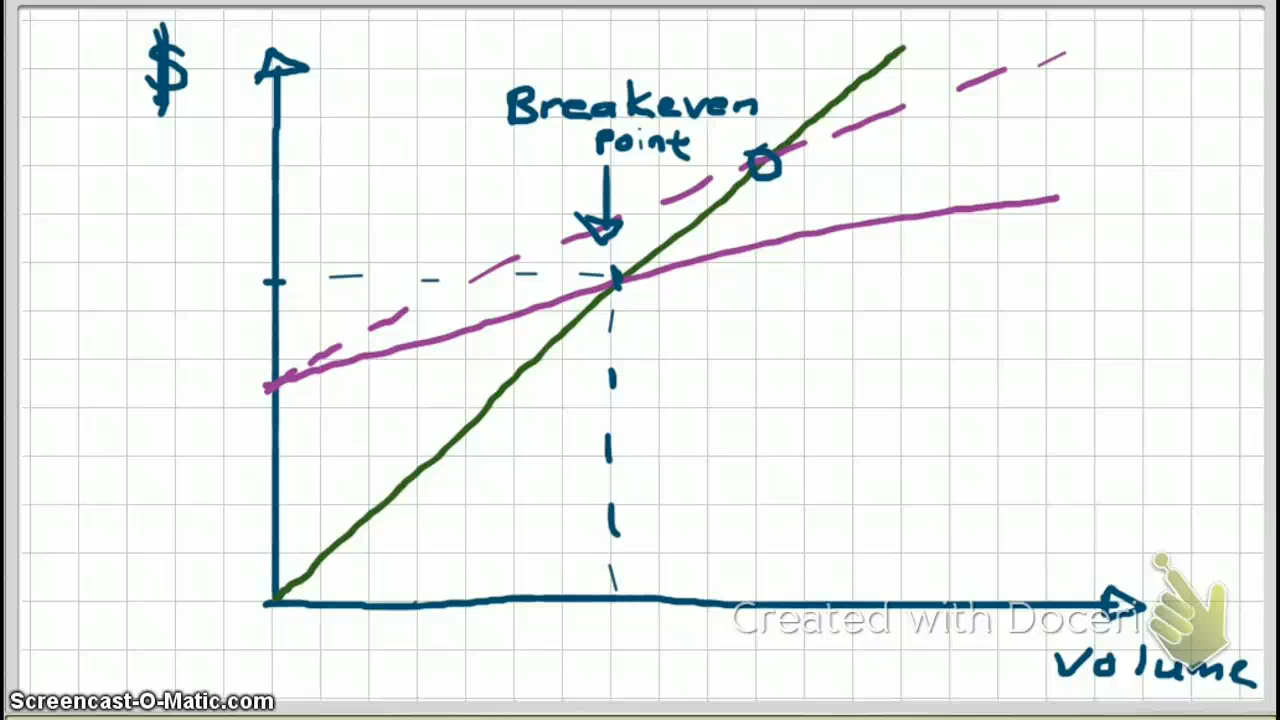 $
Breakeven
Point
Created with Doceri
Volume
Screencast-O-Matic.com